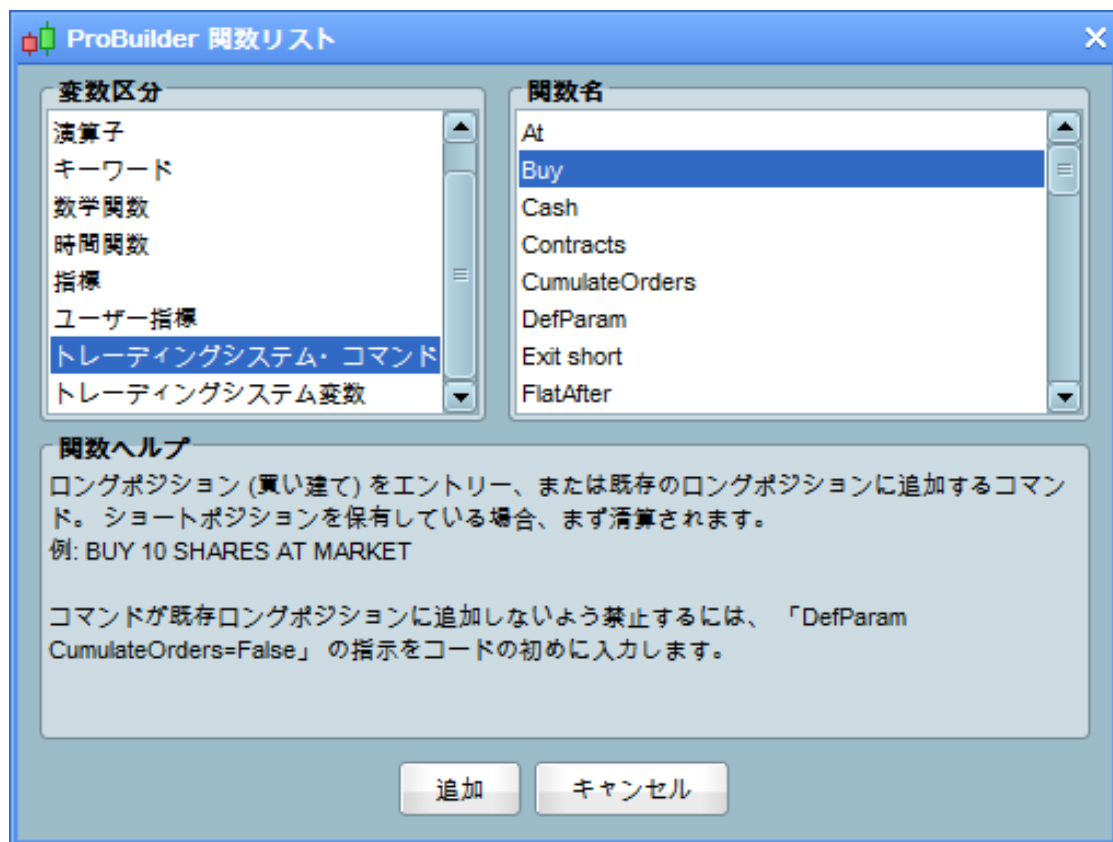 ProBuilder 関数リスト
変数区分
演算子
キーワード
数学関数
時間関数
指標
ユーザー指標
トレーディングシステム・コマンド
トレーディングシステム変数
関数名
At
Buy
Cash
Contracts
CumulateOrders
DefParam
Exit short
FlatAfter
関数ヘルプ
ロングポジション (買い建て) をエントリー、または既存のロングポジションに追加するコマン
ド。 ショートポジションを保有している場合、まず清算されます。
例: BUY 10 SHARES AT MARKET
コマンドが既存ロングポジションに追加しないよう禁止するには、 「DefParam
CumulateOrders=False」 の指示をコードの初めに入力します。
追加
キャンセル